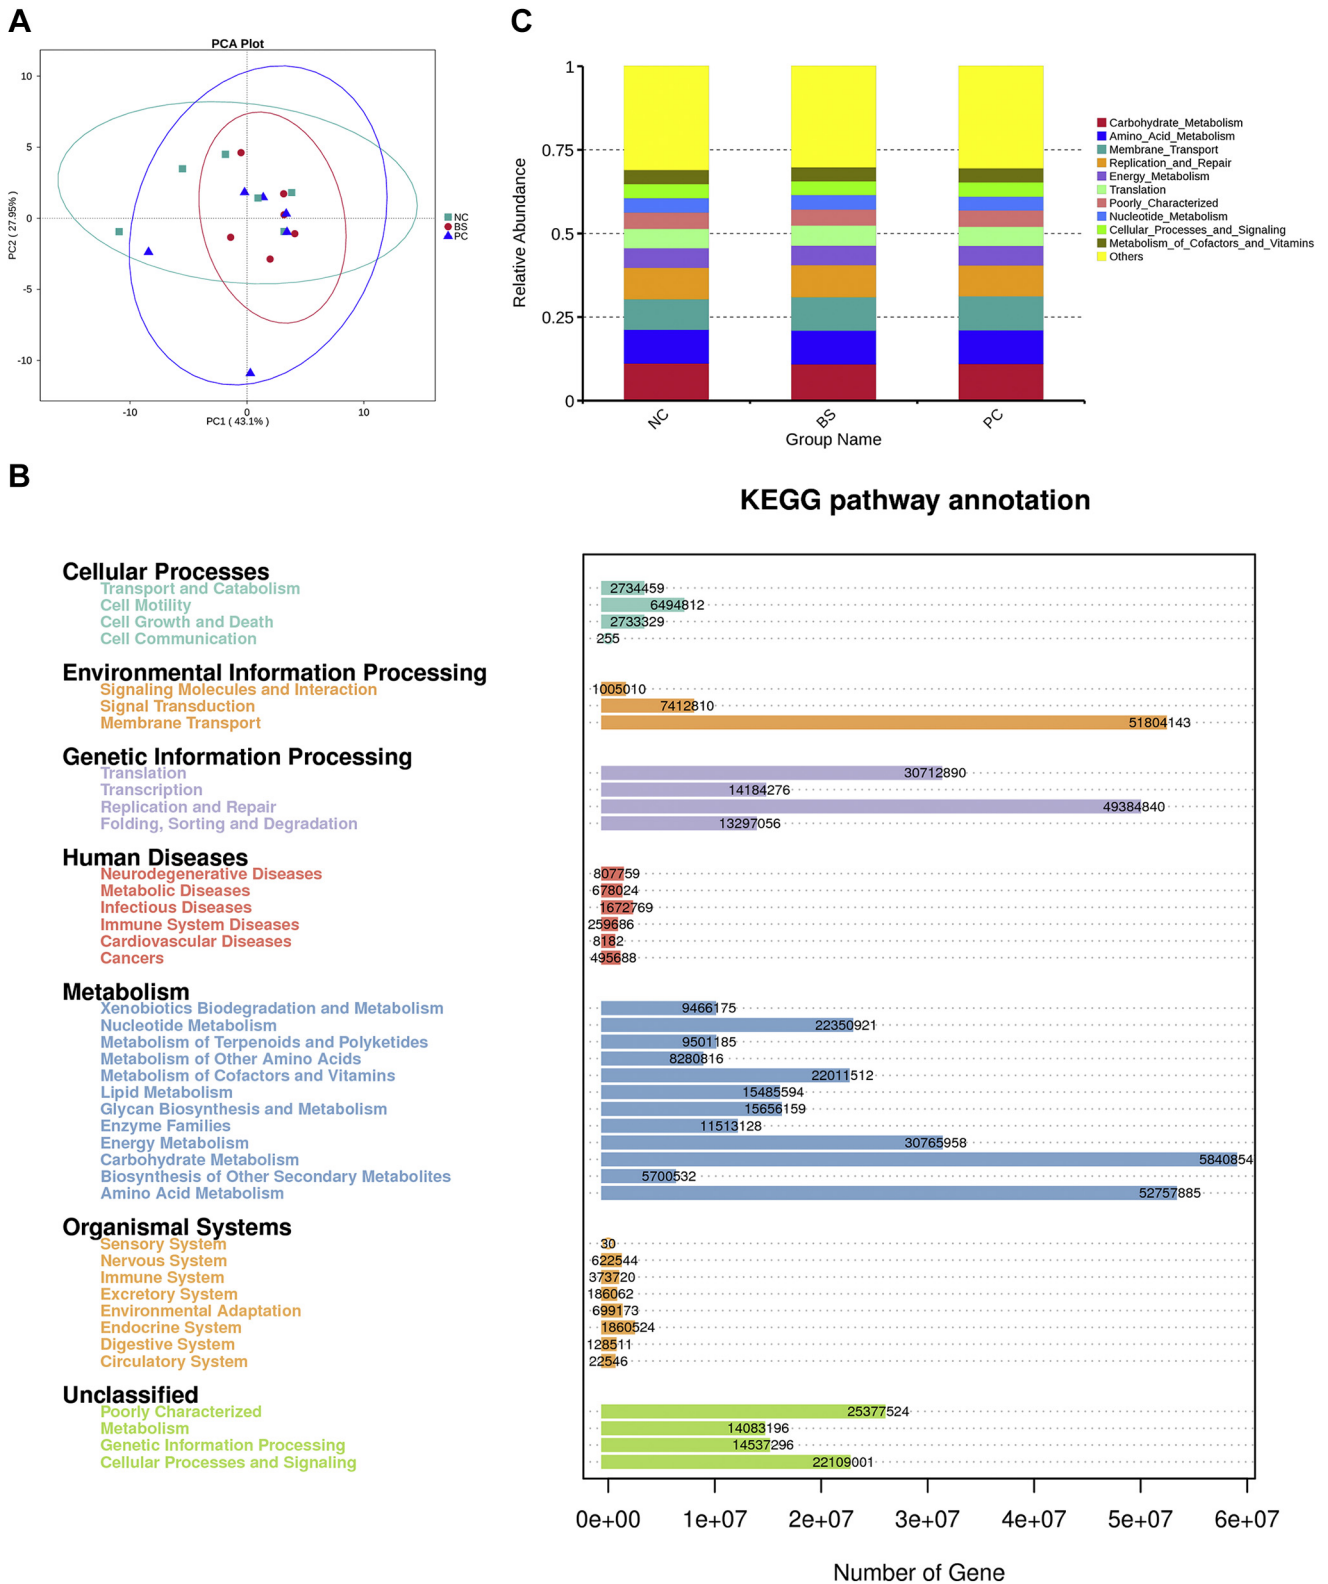 A
PCA Plot
10
5
0
-5
-10
-10
0
10
PC1 ( 43.1% )
PC2 ( 27.95% )
NC
BS
PC
C
1
0.75
0.5
0.25
0
Relative Abundance
NC
BS
PC
Group Name
Carbohydrate_Metabolism
Amino_Acid_Metabolism
Membrane_Transport
Replication_and_Repair
Energy_Metabolism
Translation
Poorly_Characterized
Nucleotide_Metabolism
Cellular_Processes_and_Signaling
Metabolism_of_Cofactors_and_Vitamins
Others
B
KEGG pathway annotation
Cellular Processes
Transport and Catabolism 2734459
Cell Motility 6494812
Cell Growth and Death 2733329
Cell Communication 255
Environmental Information Processing
Signaling Molecules and Interaction 1005010
Signal Transduction 7412810
Membrane Transport 51804143
Genetic Information Processing
Translation 30712890
Transcription 14184276
Replication and Repair 49384840
Folding, Sorting and Degradation 13297056
Human Diseases
Neurodegenerative Diseases 807759
Metabolic Diseases 678024
Infectious Diseases 1672769
Immune System Diseases 259686
Cardiovascular Diseases 8182
Cancers 495688
Metabolism
Xenobiotics Biodegradation and Metabolism 9466175
Nucleotide Metabolism 22350921
Metabolism of Terpenoids and Polyketides 9501185
Metabolism of Other Amino Acids 8280816
Metabolism of Cofactors and Vitamins 22011512
Lipid Metabolism 15485594
Glycan Biosynthesis and Metabolism 15656159
Enzyme Families 11513128
Energy Metabolism 30765958
Carbohydrate Metabolism 5840854
Biosynthesis of Other Secondary Metabolites 5700532
Amino Acid Metabolism 52757885
Organismal Systems
Sensory System 30
Nervous System 622544
Immune System 373720
Excretory System 186062
Environmental Adaptation 699173
Endocrine System 1860524
Digestive System 128511
Circulatory System 22546
Unclassified
Poorly Characterized 25377524
Metabolism 14083196
Genetic Information Processing 14537296
Cellular Processes and Signaling 22109001
0e+00 1e+07 2e+07 3e+07 4e+07 5e+07 6e+07
Number of Gene